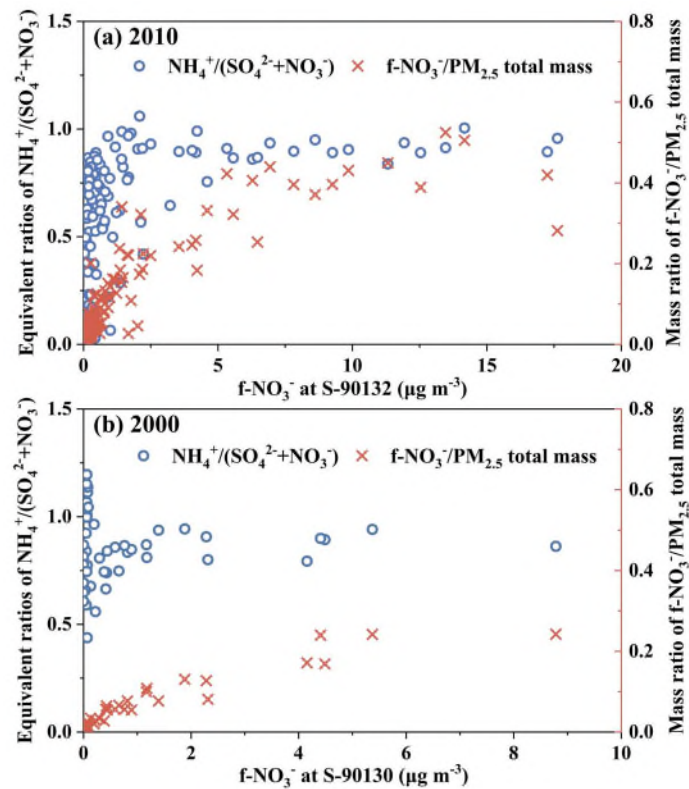 (a) 2010
NH₄⁺/(SO₄²⁻+NO₃⁻)
f-NO₃⁻/PM₂.₅ total mass
Equivalent ratios of NH₄⁺/(SO₄²⁻+NO₃⁻)
1.5
1.0
0.5
0.0
Mass ratio of f-NO₃⁻/PM₂.₅ total mass
0.8
0.6
0.4
0.2
0.0
0 5 10 15 20
f-NO₃⁻ at S-90132 (μg m⁻³)
(b) 2000
NH₄⁺/(SO₄²⁻+NO₃⁻)
f-NO₃⁻/PM₂.₅ total mass
Equivalent ratios of NH₄⁺/(SO₄²⁻+NO₃⁻)
1.5
1.0
0.5
0.0
Mass ratio of f-NO₃⁻/PM₂.₅ total mass
0.8
0.6
0.4
0.2
0.0
0 2 4 6 8 10
f-NO₃⁻ at S-90130 (μg m⁻³)